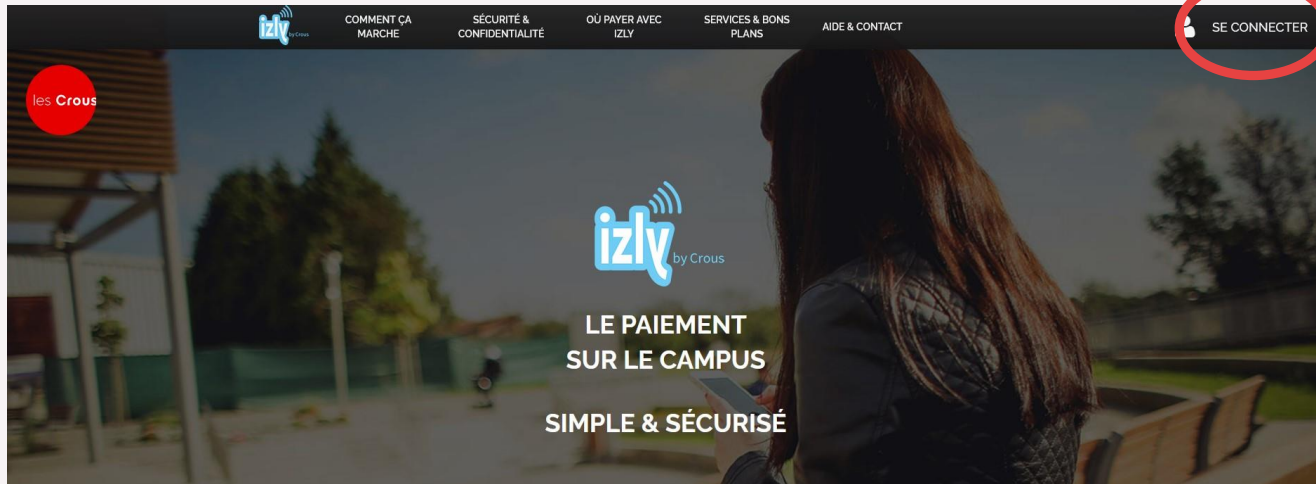 izly by Crous
COMMENT ÇA
MARCHE
SÉCURITÉ &
CONFIDENTIALITÉ
OÙ PAYER AVEC
IZLY
SERVICES & BONS
PLANS
AIDE & CONTACT
SE CONNECTER
les Crous
izly by Crous
LE PAIEMENT
SUR LE CAMPUS
SIMPLE & SÉCURISÉ